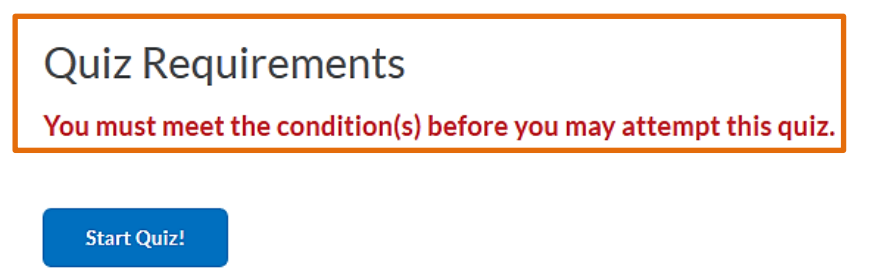 Quiz Requirements
You must meet the condition(s) before you may attempt this quiz.
Start Quiz!